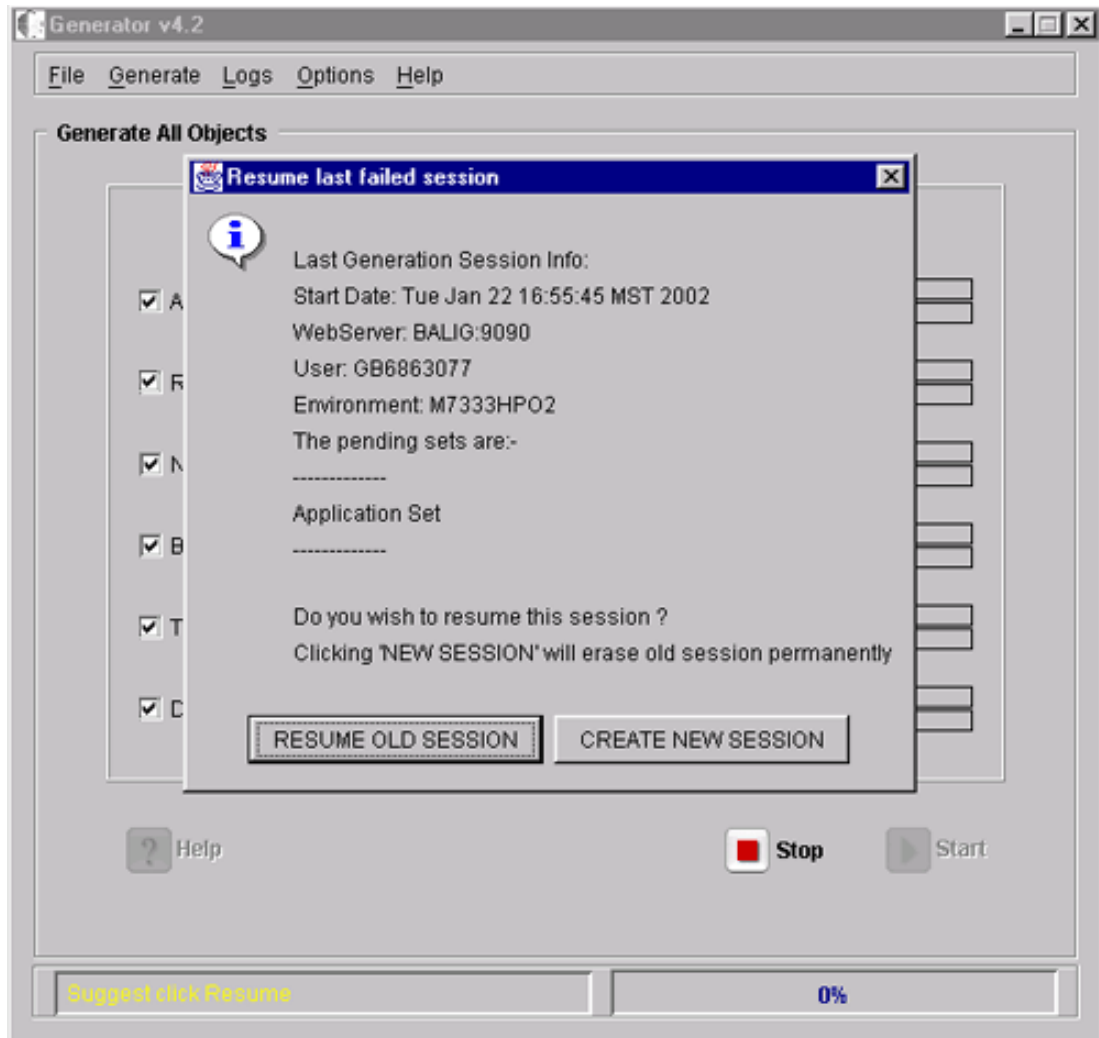 Generator v4.2
File Generate Logs Options Help
Generate All Objects
Resume last failed session
Last Generation Session Info:
Start Date: Tue Jan 22 16:55:45 MST 2002
WebServer: BALIG:9090
User: GB6863077
Environment: M7333HPO2
The pending sets are:-
-------------
Application Set
-------------
Do you wish to resume this session ?
Clicking 'NEW SESSION' will erase old session permanently
RESUME OLD SESSION CREATE NEW SESSION
A
R
N
B
T
D
Help Stop Start
Suggest click Resume 0%